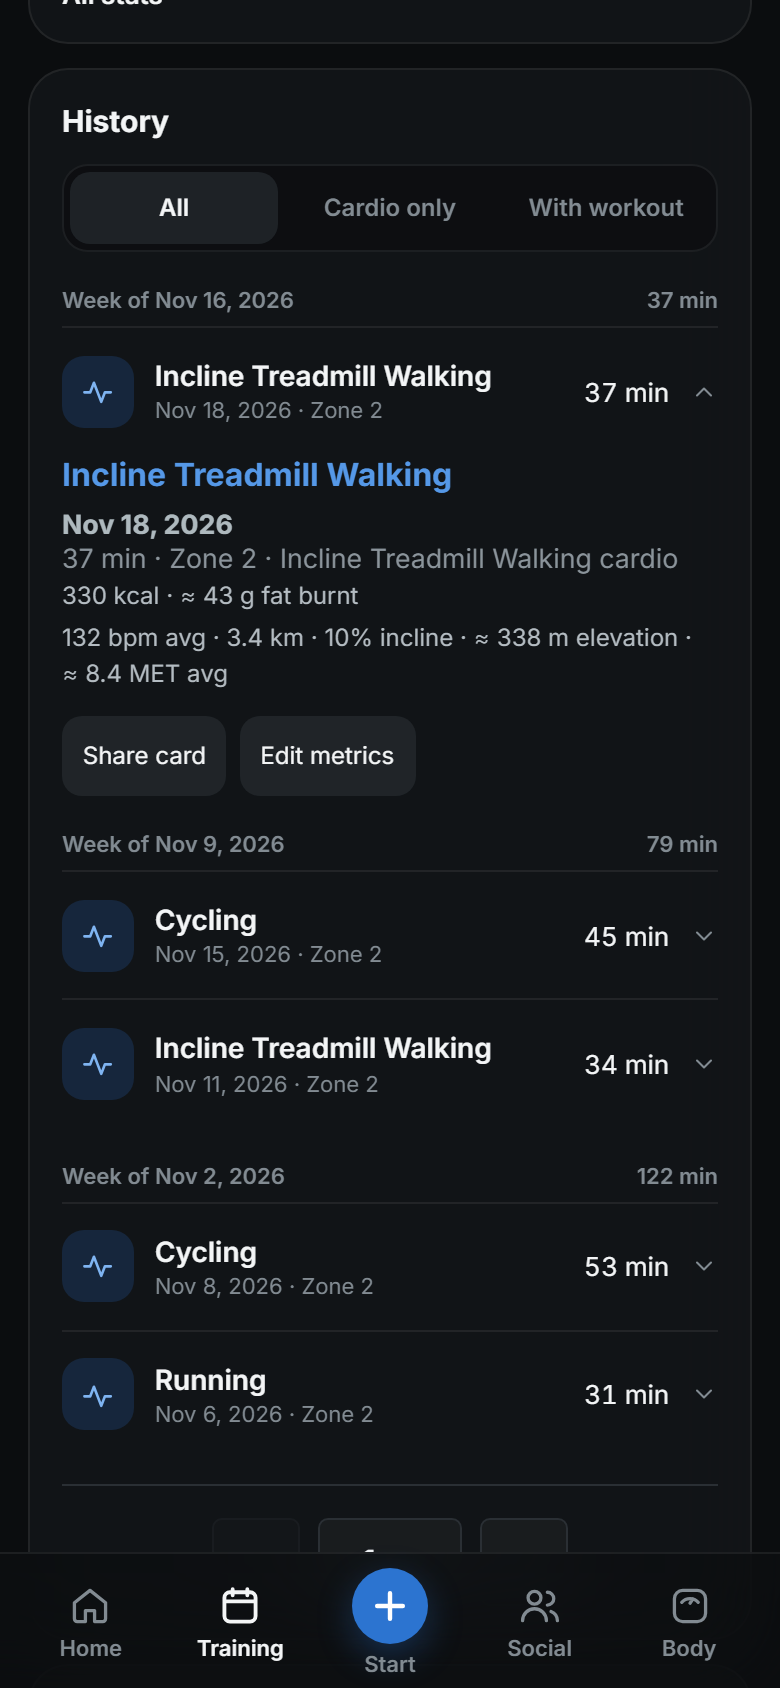 All stats
History
All
Cardio only
With workout
Week of Nov 16, 2026
37 min
Incline Treadmill Walking
37 min
Nov 18, 2026 · Zone 2
Incline Treadmill Walking
Nov 18, 2026
37 min · Zone 2 · Incline Treadmill Walking cardio
330 kcal · ≈ 43 g fat burnt
132 bpm avg · 3.4 km · 10% incline · ≈ 338 m elevation ·
≈ 8.4 MET avg
Share card
Edit metrics
Week of Nov 9, 2026
79 min
Cycling
45 min
Nov 15, 2026 · Zone 2
Incline Treadmill Walking
34 min
Nov 11, 2026 · Zone 2
Week of Nov 2, 2026
122 min
Cycling
53 min
Nov 8, 2026 · Zone 2
Running
31 min
Nov 6, 2026 · Zone 2
Home
Training
Start
Social
Body